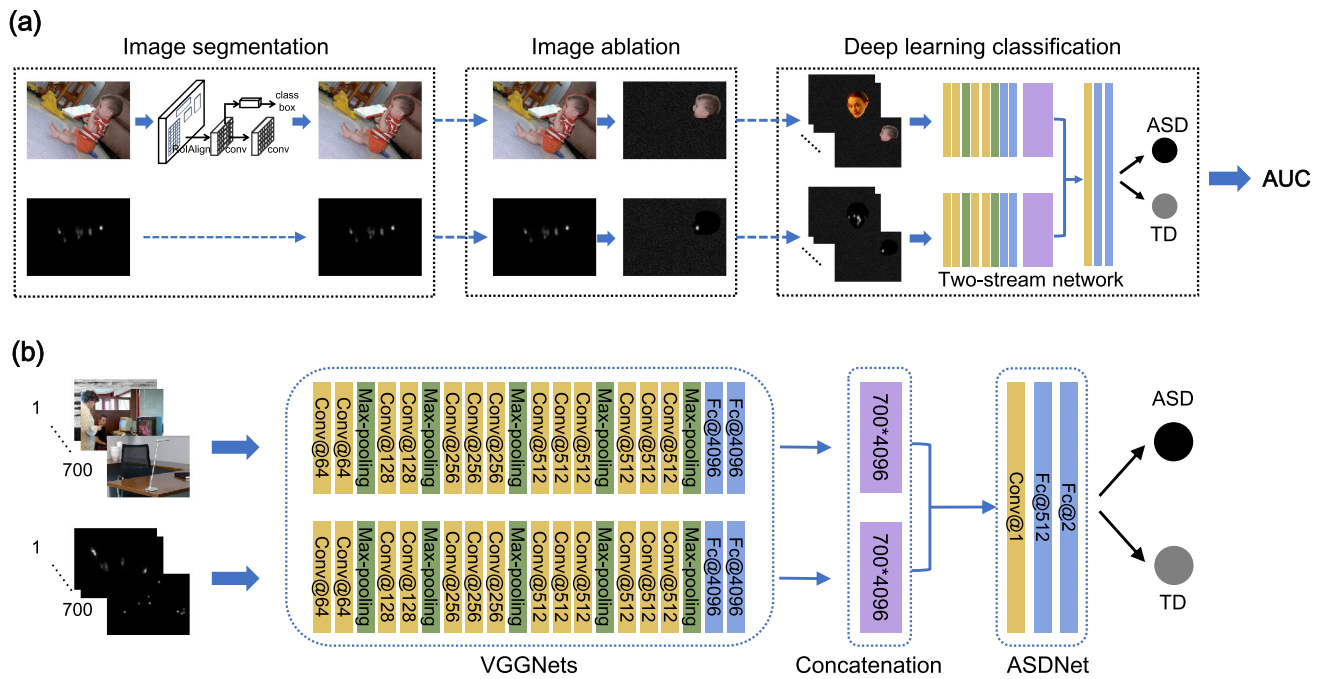 (a)
Image segmentation
Image ablation
Deep learning classification
class
box
RoIAlign
conv
conv
ASD
TD
AUC
Two-stream network
(b)
1
700
1
700
Conv@64
Conv@64
Max-pooling
Conv@128
Conv@128
Max-pooling
Conv@256
Conv@256
Conv@256
Max-pooling
Conv@512
Conv@512
Conv@512
Max-pooling
Conv@512
Conv@512
Conv@512
Max-pooling
Fc@4096
Fc@4096
Conv@64
Conv@64
Max-pooling
Conv@128
Conv@128
Max-pooling
Conv@256
Conv@256
Conv@256
Max-pooling
Conv@512
Conv@512
Conv@512
Max-pooling
Conv@512
Conv@512
Conv@512
Max-pooling
Fc@4096
Fc@4096
700*4096
700*4096
Conv@1
Fc@512
Fc@2
ASD
TD
VGGNets
Concatenation
ASDNet